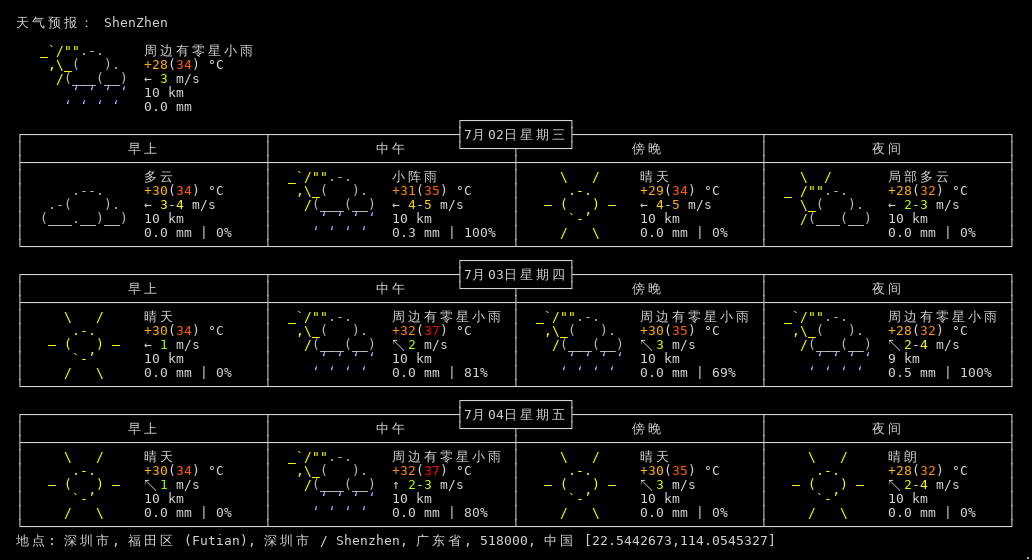 天气预报： ShenZhen
周边有零星小雨
+28(34) °C
← 3 m/s
10 km
0.0 mm
7月02日星期三
早上 中午 傍晚 夜间
多云 小阵雨 晴天 局部多云
+30(34) °C +31(35) °C +29(34) °C +28(32) °C
← 3-4 m/s ← 4-5 m/s ← 4-5 m/s ← 2-3 m/s
10 km 10 km 10 km 10 km
0.0 mm | 0% 0.3 mm | 100% 0.0 mm | 0% 0.0 mm | 0%
7月03日星期四
早上 中午 傍晚 夜间
晴天 周边有零星小雨 周边有零星小雨 周边有零星小雨
+30(34) °C +32(37) °C +30(35) °C +28(32) °C
← 1 m/s ↖ 2 m/s ↖ 3 m/s ↖ 2-4 m/s
10 km 10 km 10 km 9 km
0.0 mm | 0% 0.0 mm | 81% 0.0 mm | 69% 0.5 mm | 100%
7月04日星期五
早上 中午 傍晚 夜间
晴天 周边有零星小雨 晴天 晴朗
+30(34) °C +32(37) °C +30(35) °C +28(32) °C
↖ 1 m/s ↑ 2-3 m/s ↖ 3 m/s ↖ 2-4 m/s
10 km 10 km 10 km 10 km
0.0 mm | 0% 0.0 mm | 80% 0.0 mm | 0% 0.0 mm | 0%
地点: 深圳市, 福田区 (Futian), 深圳市 / Shenzhen, 广东省, 518000, 中国 [22.5442673,114.0545327]